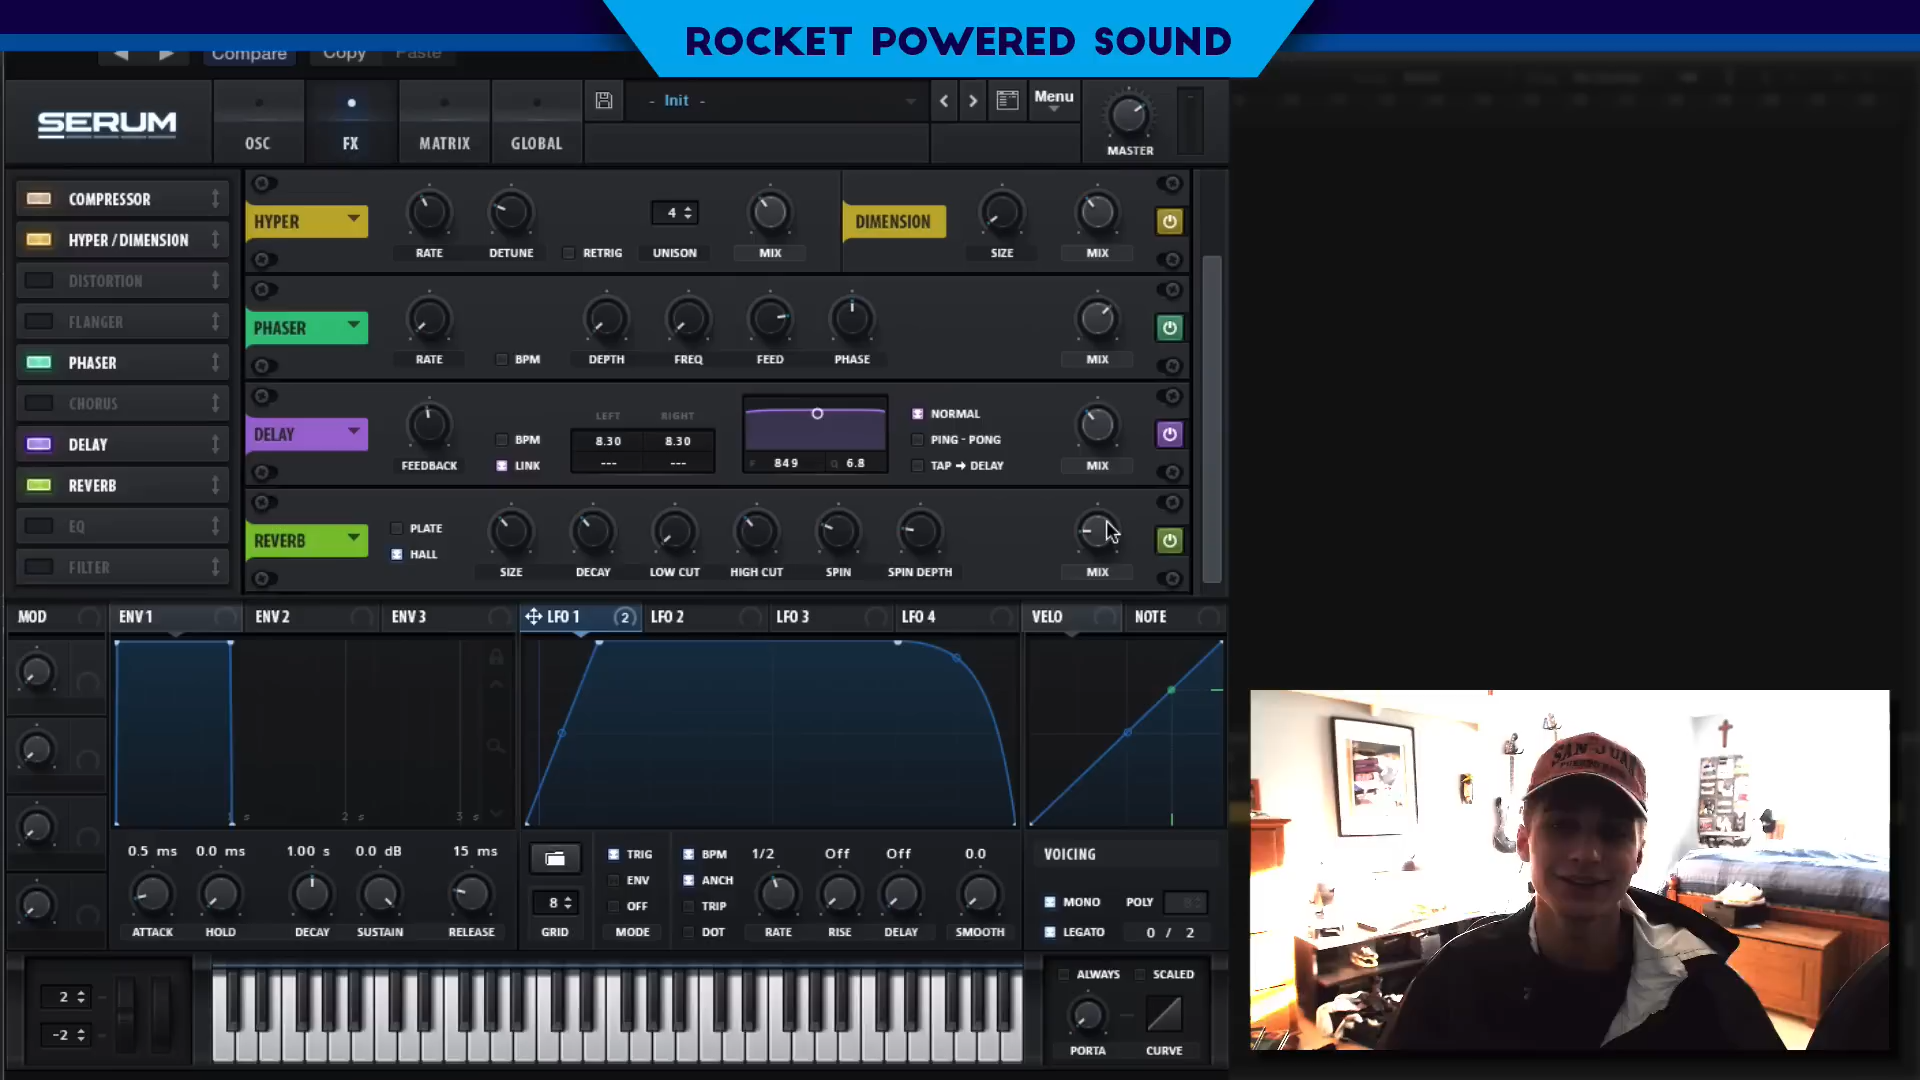 ROCKET POWERED SOUND
Compare Copy Paste
SERUM
OSC FX MATRIX GLOBAL
- Init -
Menu
MASTER
COMPRESSOR
HYPER / DIMENSION
DISTORTION
FLANGER
PHASER
CHORUS
DELAY
REVERB
EQ
FILTER
HYPER
RATE DETUNE RETRIG 4 UNISON MIX
DIMENSION
SIZE MIX
PHASER
RATE BPM DEPTH FREQ FEED PHASE MIX
DELAY
FEEDBACK
BPM
LINK
LEFT RIGHT
8.30 8.30
--- ---
F 849 Q 6.8
NORMAL
PING - PONG
TAP ➔ DELAY
MIX
REVERB
PLATE
HALL
SIZE DECAY LOW CUT HIGH CUT SPIN SPIN DEPTH MIX
MOD ENV 1 ENV 2 ENV 3 LFO 1 2 LFO 2 LFO 3 LFO 4 VELO NOTE
s 2 s 3 s
0.5 ms 0.0 ms 1.00 s 0.0 dB 15 ms
ATTACK HOLD DECAY SUSTAIN RELEASE
8
GRID
TRIG
ENV
OFF
MODE
BPM
ANCH
TRIP
DOT
1/2 Off Off 0.0
RATE RISE DELAY SMOOTH
VOICING
MONO POLY
LEGATO 0 / 2
2
-2
ALWAYS SCALED
PORTA CURVE
SAN JUAN